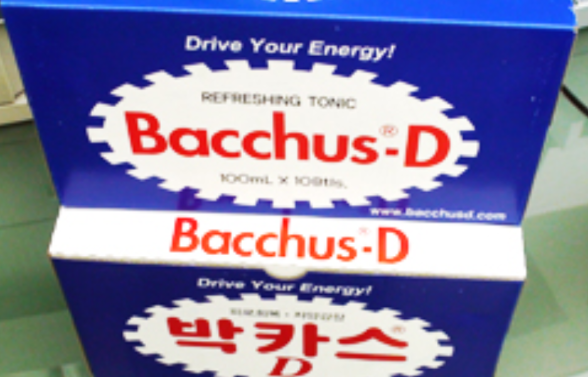 Drive Your Energy!
REFRESHING TONIC
Bacchus®-D
100mL X 10Btls.
www.bacchusd.com
Bacchus®-D
Drive Your Energy!
박카스®
D